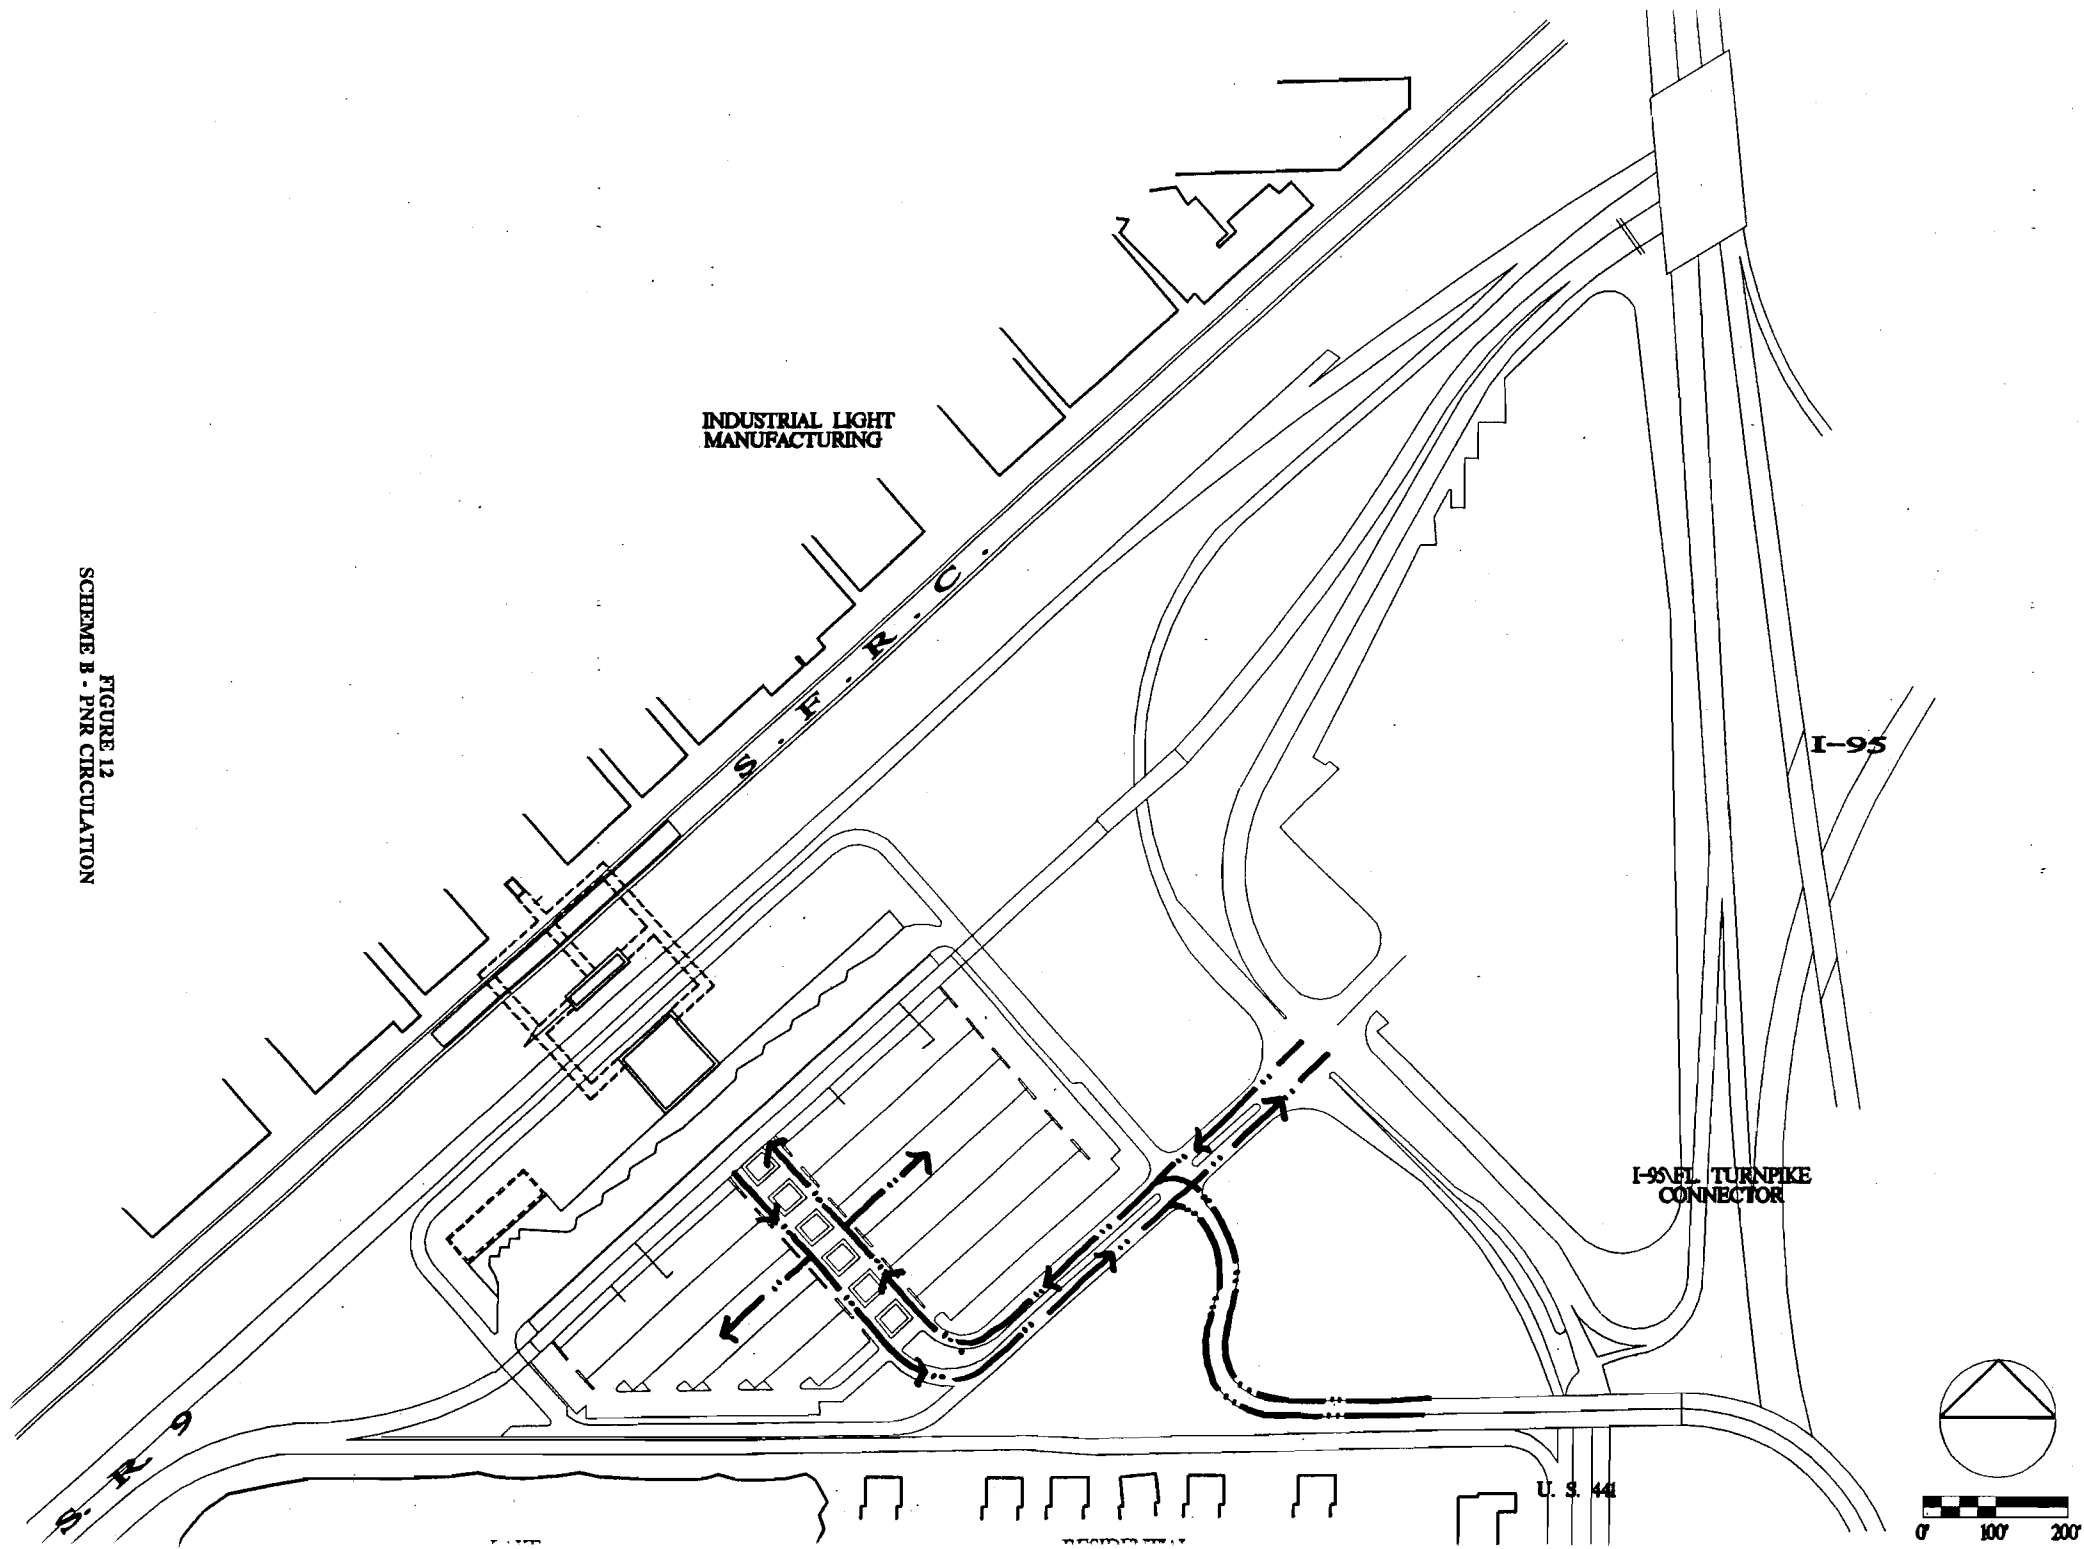 INDUSTRIAL LIGHT
MANUFACTURING
S. F. R. C.
FIGURE 12
SCHEME B - PNR CIRCULATION
I-95
I-95\FL. TURNPIKE
CONNECTOR
S. R 9
U. S. 441
0' 100' 200'